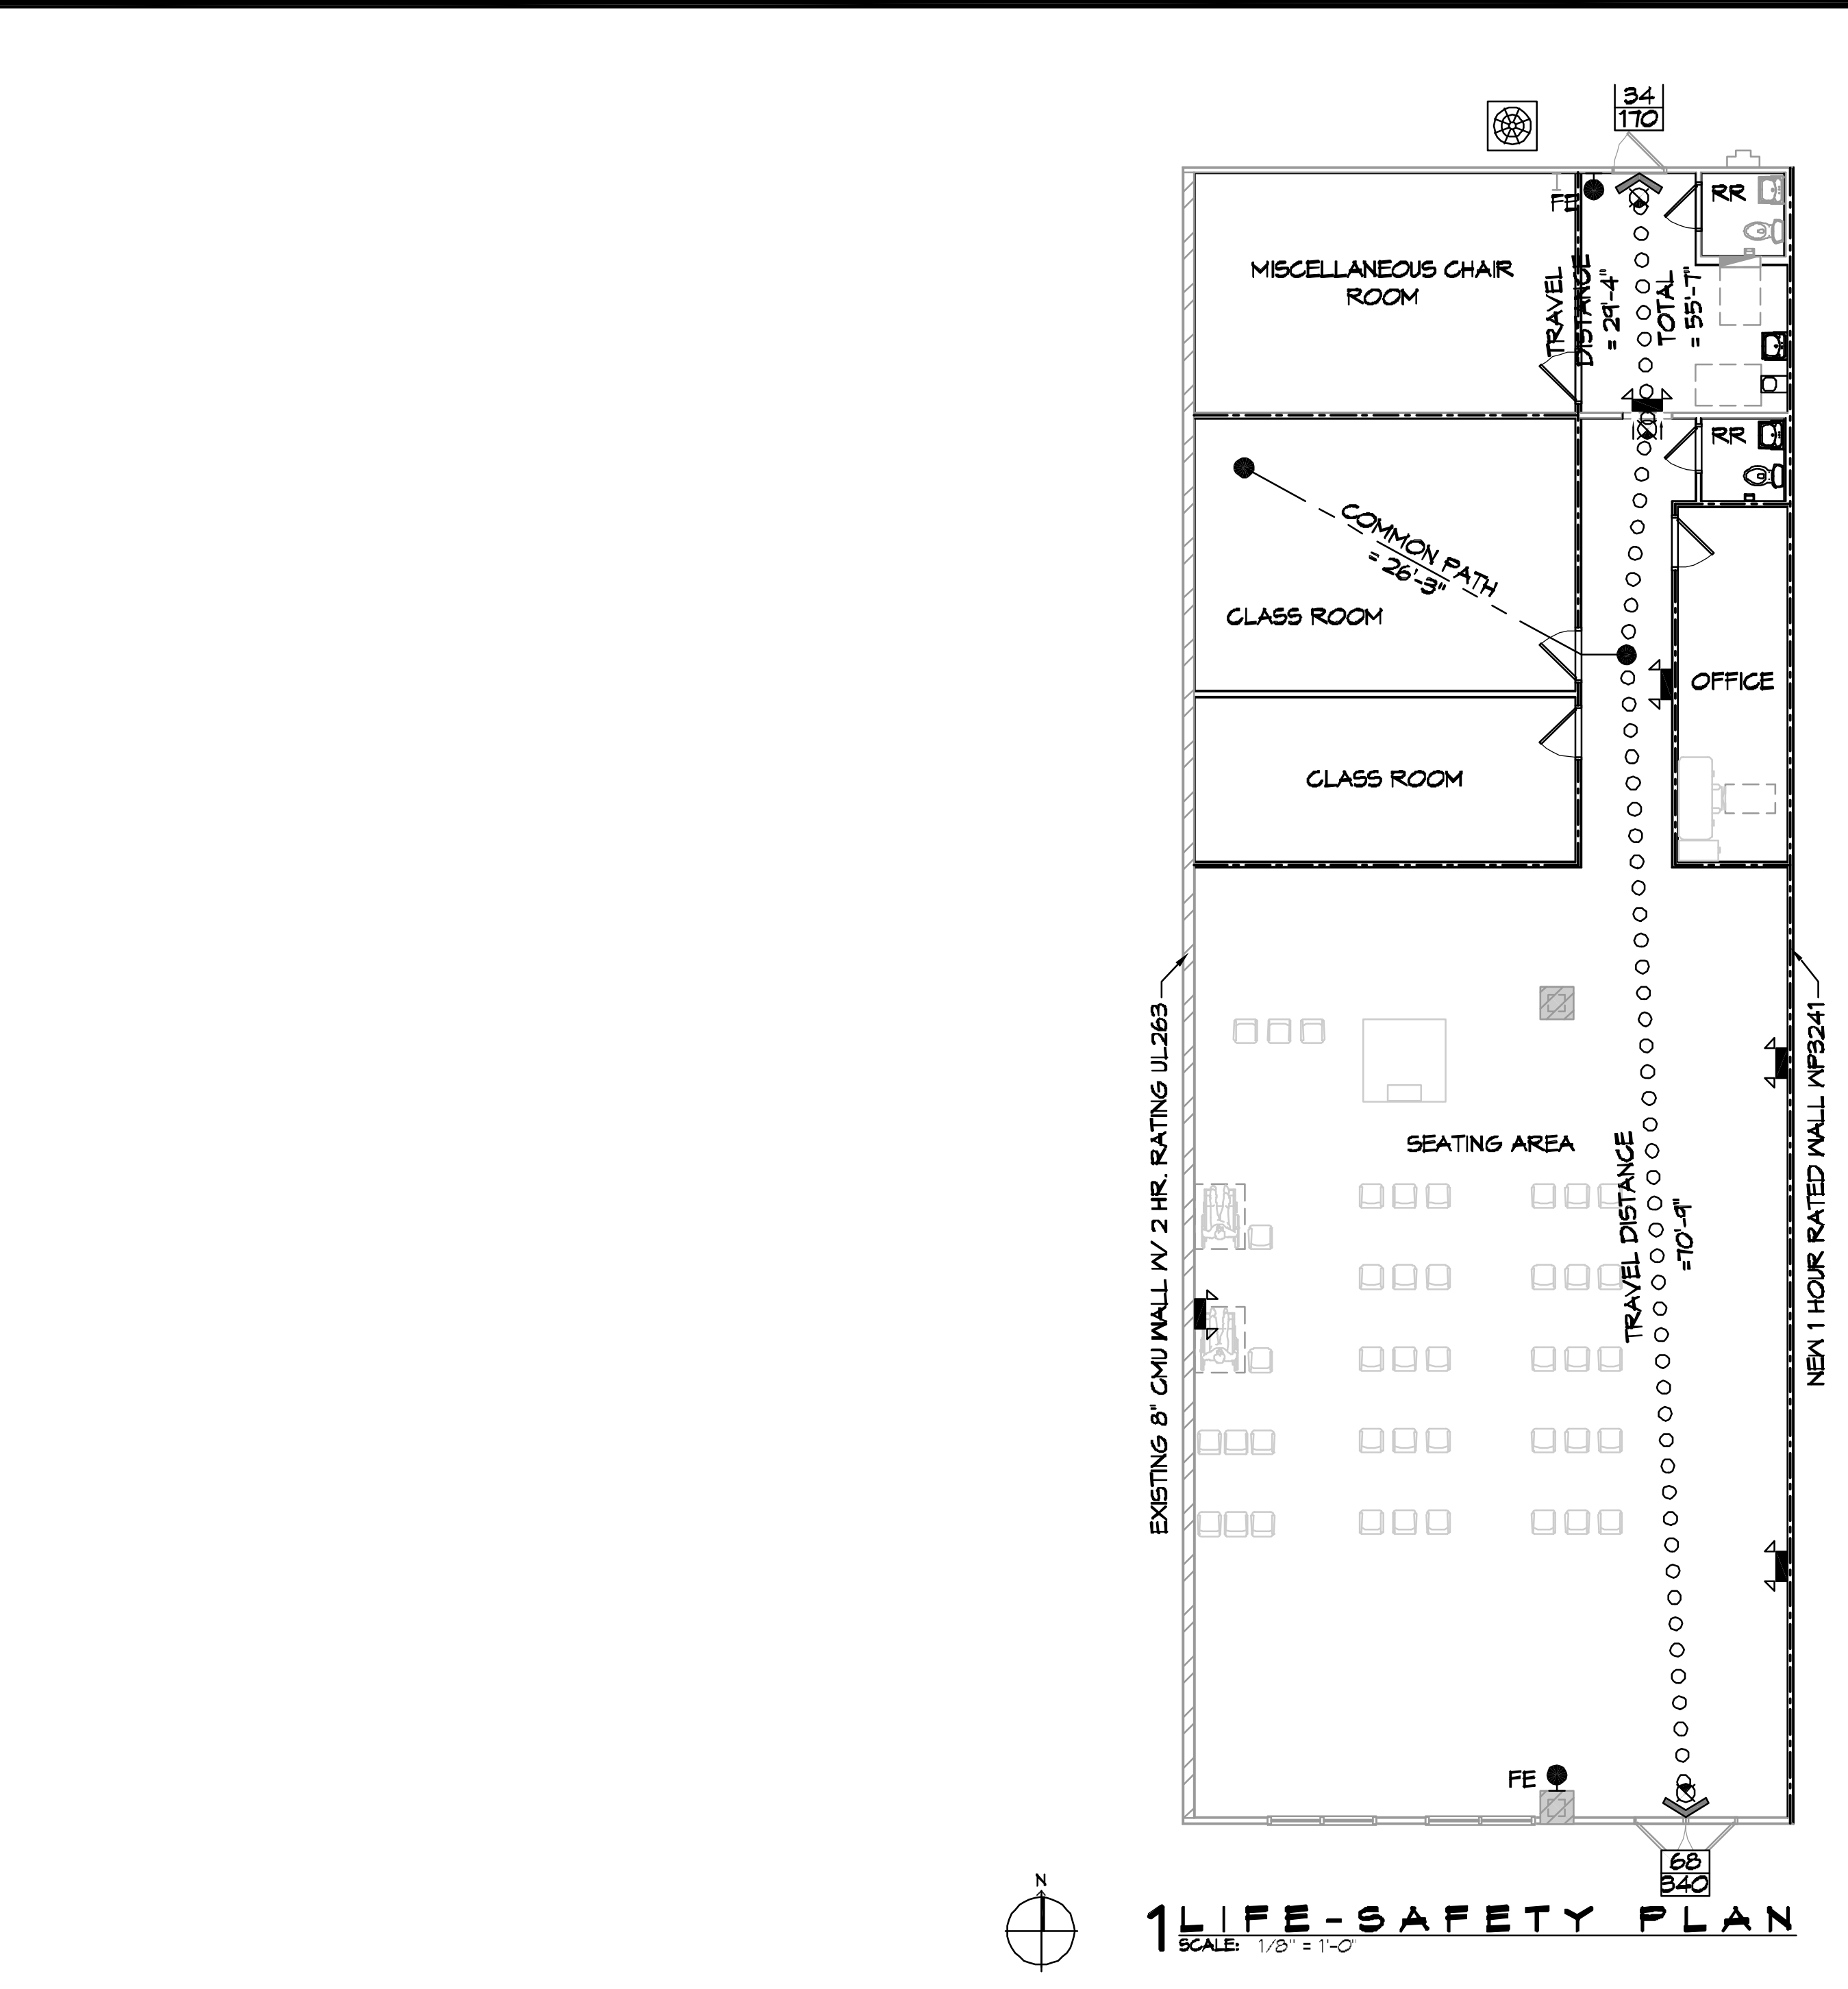 34
170
FE
RR
MISCELLANEOUS CHAIR
ROOM
TRAVEL
DISTANCE
= 29'-4"
TOTAL
= 55'-7"
RR
COMMON PATH
= 26'-3"
CLASS ROOM
OFFICE
CLASS ROOM
EXISTING 8" CMU WALL W/ 2 HR. RATING UL263
NEW 1 HOUR RATED WALL WP3241
SEATING AREA
TRAVEL DISTANCE
=70'-9"
FE
68
340
N
1 LIFE-SAFETY PLAN
SCALE: 1/8" = 1'-0"